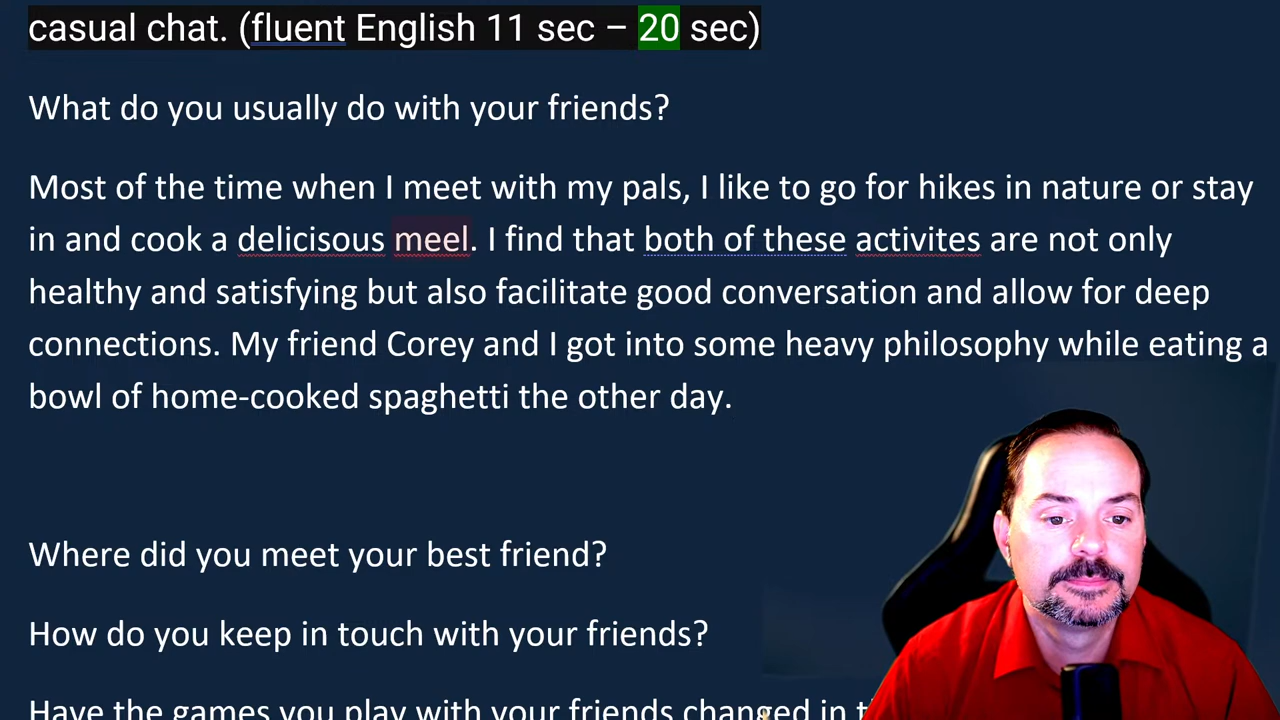 casual chat. (fluent English 11 sec – 20 sec)
What do you usually do with your friends?
Most of the time when I meet with my pals, I like to go for hikes in nature or stay
in and cook a delicisous meel. I find that both of these activites are not only
healthy and satisfying but also facilitate good conversation and allow for deep
connections. My friend Corey and I got into some heavy philosophy while eating a
bowl of home-cooked spaghetti the other day.
Where did you meet your best friend?
How do you keep in touch with your friends?
Have the games you play with your friends changed in